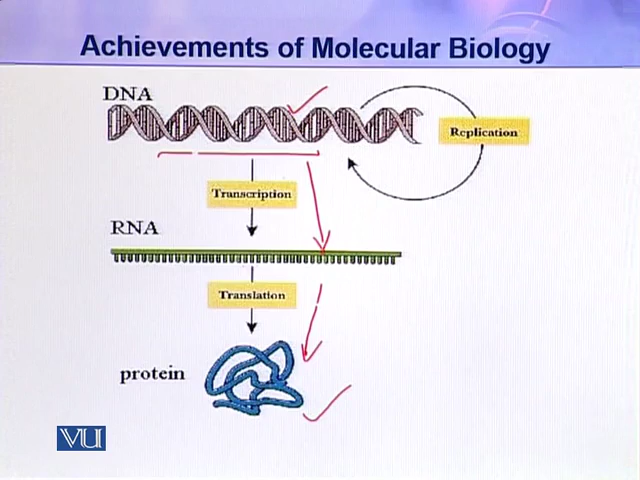 Achievements of Molecular Biology
DNA
Replication
Transcription
RNA
Translation
protein
VU